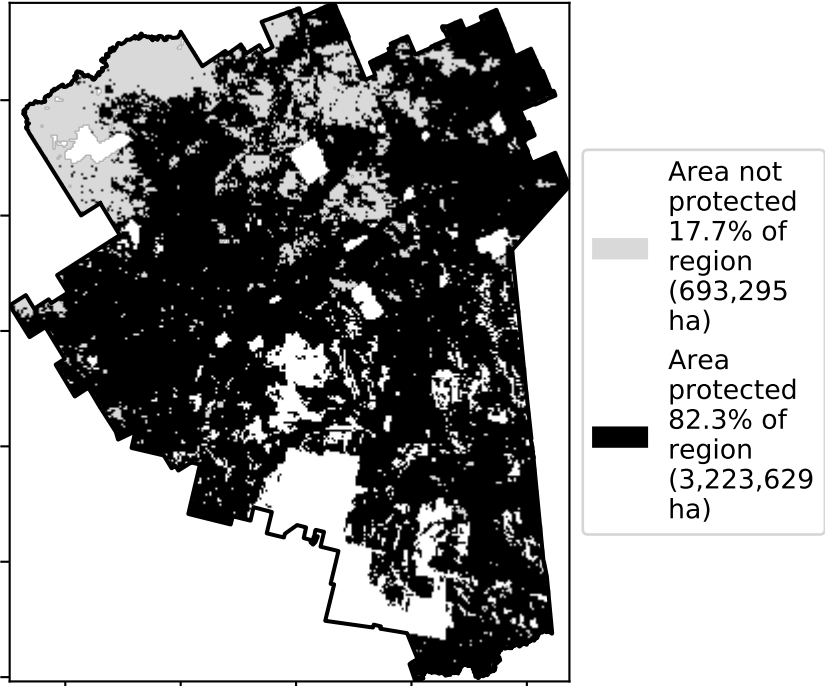 Area not
protected
17.7% of
region
(693,295
ha)
Area
protected
82.3% of
region
(3,223,629
ha)